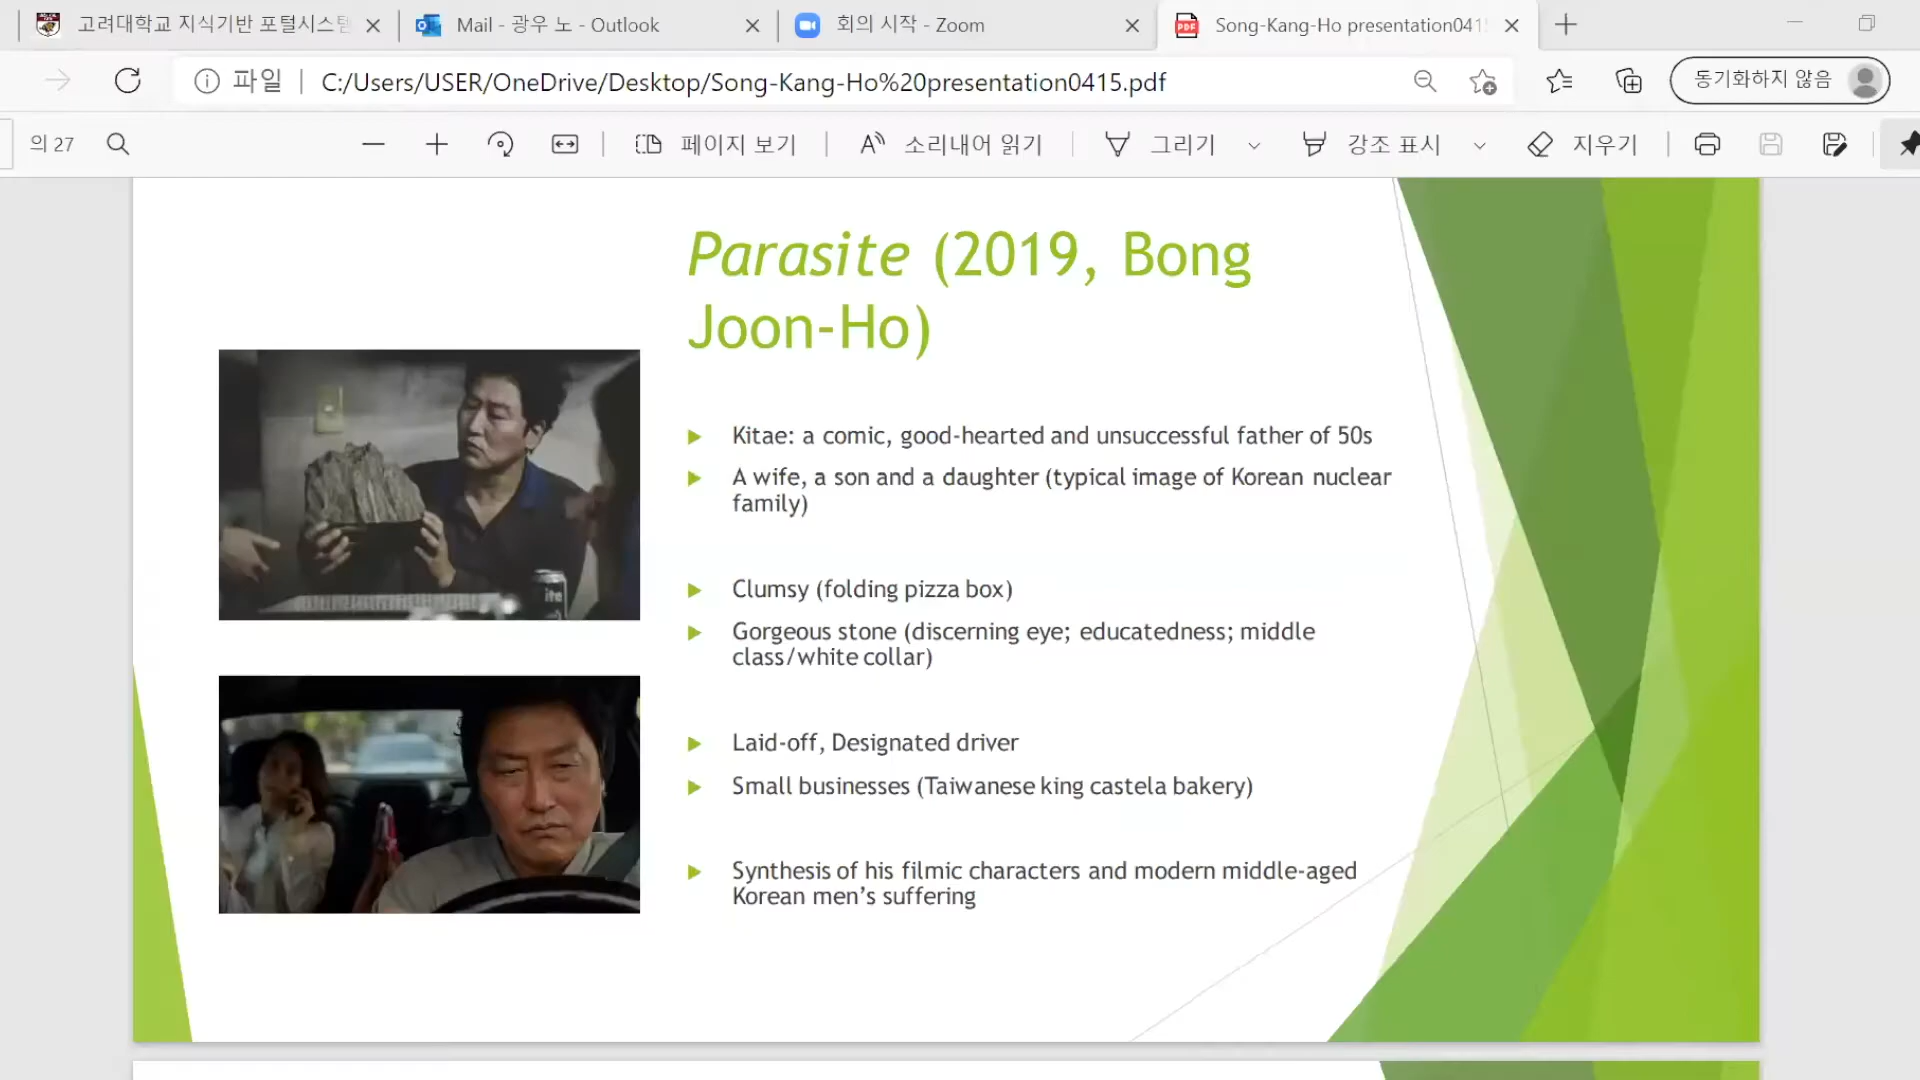 고려대학교 지식기반 포털시스템
Mail - 광우 노 - Outlook
회의 시작 - Zoom
Song-Kang-Ho presentation041
파일
C:/Users/USER/OneDrive/Desktop/Song-Kang-Ho%20presentation0415.pdf
동기화하지 않음
의 27
페이지 보기
소리내어 읽기
그리기
강조 표시
지우기
Parasite (2019, Bong
Joon-Ho)
Kitae: a comic, good-hearted and unsuccessful father of 50s
A wife, a son and a daughter (typical image of Korean nuclear
family)
Clumsy (folding pizza box)
Gorgeous stone (discerning eye; educatedness; middle
class/white collar)
Laid-off, Designated driver
Small businesses (Taiwanese king castela bakery)
Synthesis of his filmic characters and modern middle-aged
Korean men's suffering
ite